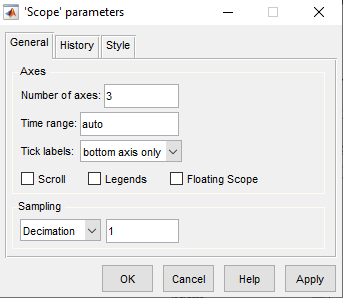 'Scope' parameters
General History Style
Axes
Number of axes: 3
Time range: auto
Tick labels: bottom axis only
Scroll Legends Floating Scope
Sampling
Decimation 1
OK Cancel Help Apply